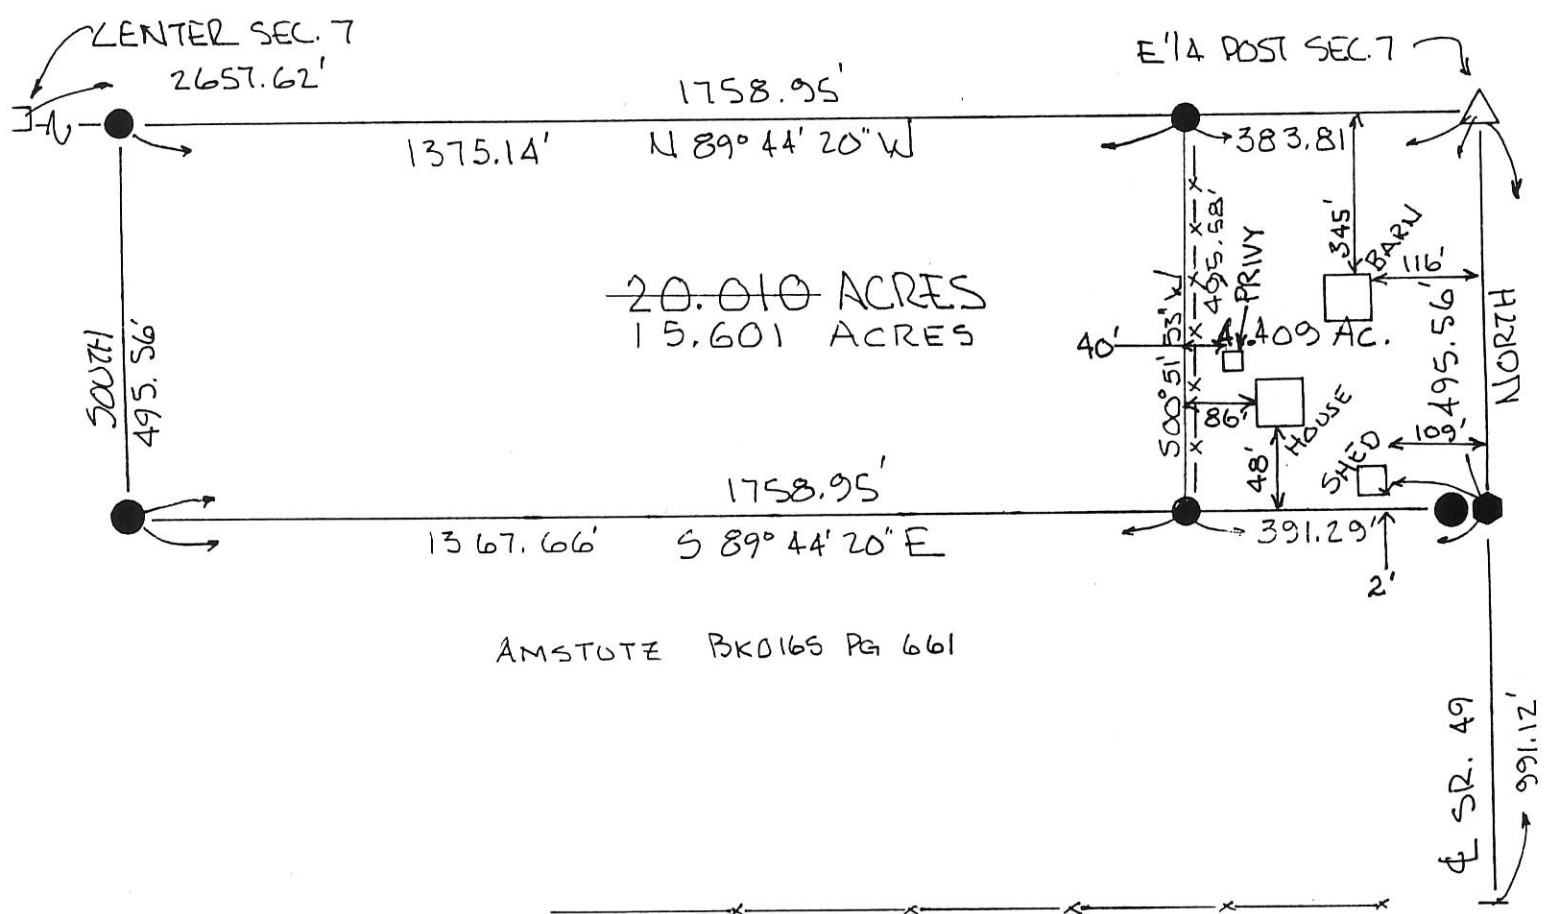 CENTER SEC. 7
2657.62'
E 1/4 POST SEC. 7
1758.95'
1375.14'
N 89° 44' 20" W
383.81
345'
BARN
116'
495.58'
PRIVY
20.010 ACRES
15.601 ACRES
4.409 AC.
40'
S00° 51' 53" W
SOUTH
495.56'
495.56'
NORTH
86'
HOUSE
48'
SHED
109'
1758.95'
1367.66'
S 89° 44' 20" E
391.29'
2'
AMSTUTZ BK0165 PG 661
℄ SR. 49
991.12'